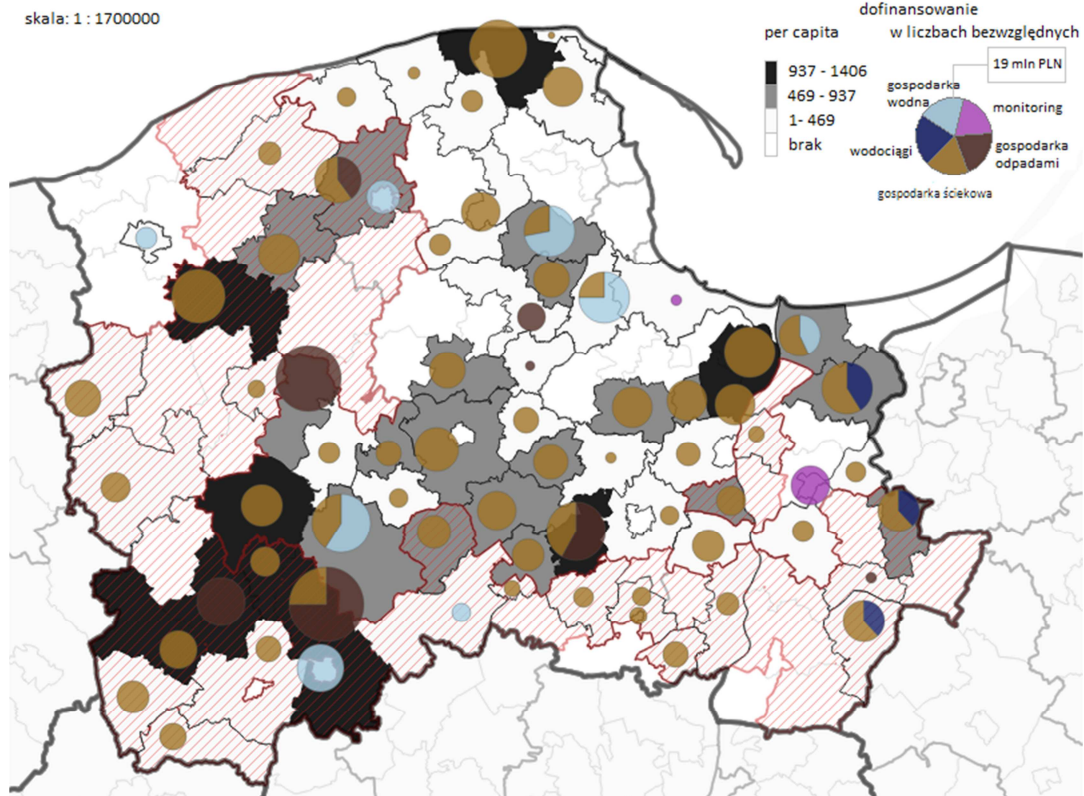 skala: 1 : 1700000
dofinansowanie
per capita
w liczbach bezwzględnych
937 - 1406
469 - 937
1- 469
brak
19 mln PLN
gospodarka
wodna
monitoring
wodociągi
gospodarka
odpadami
gospodarka ściekowa